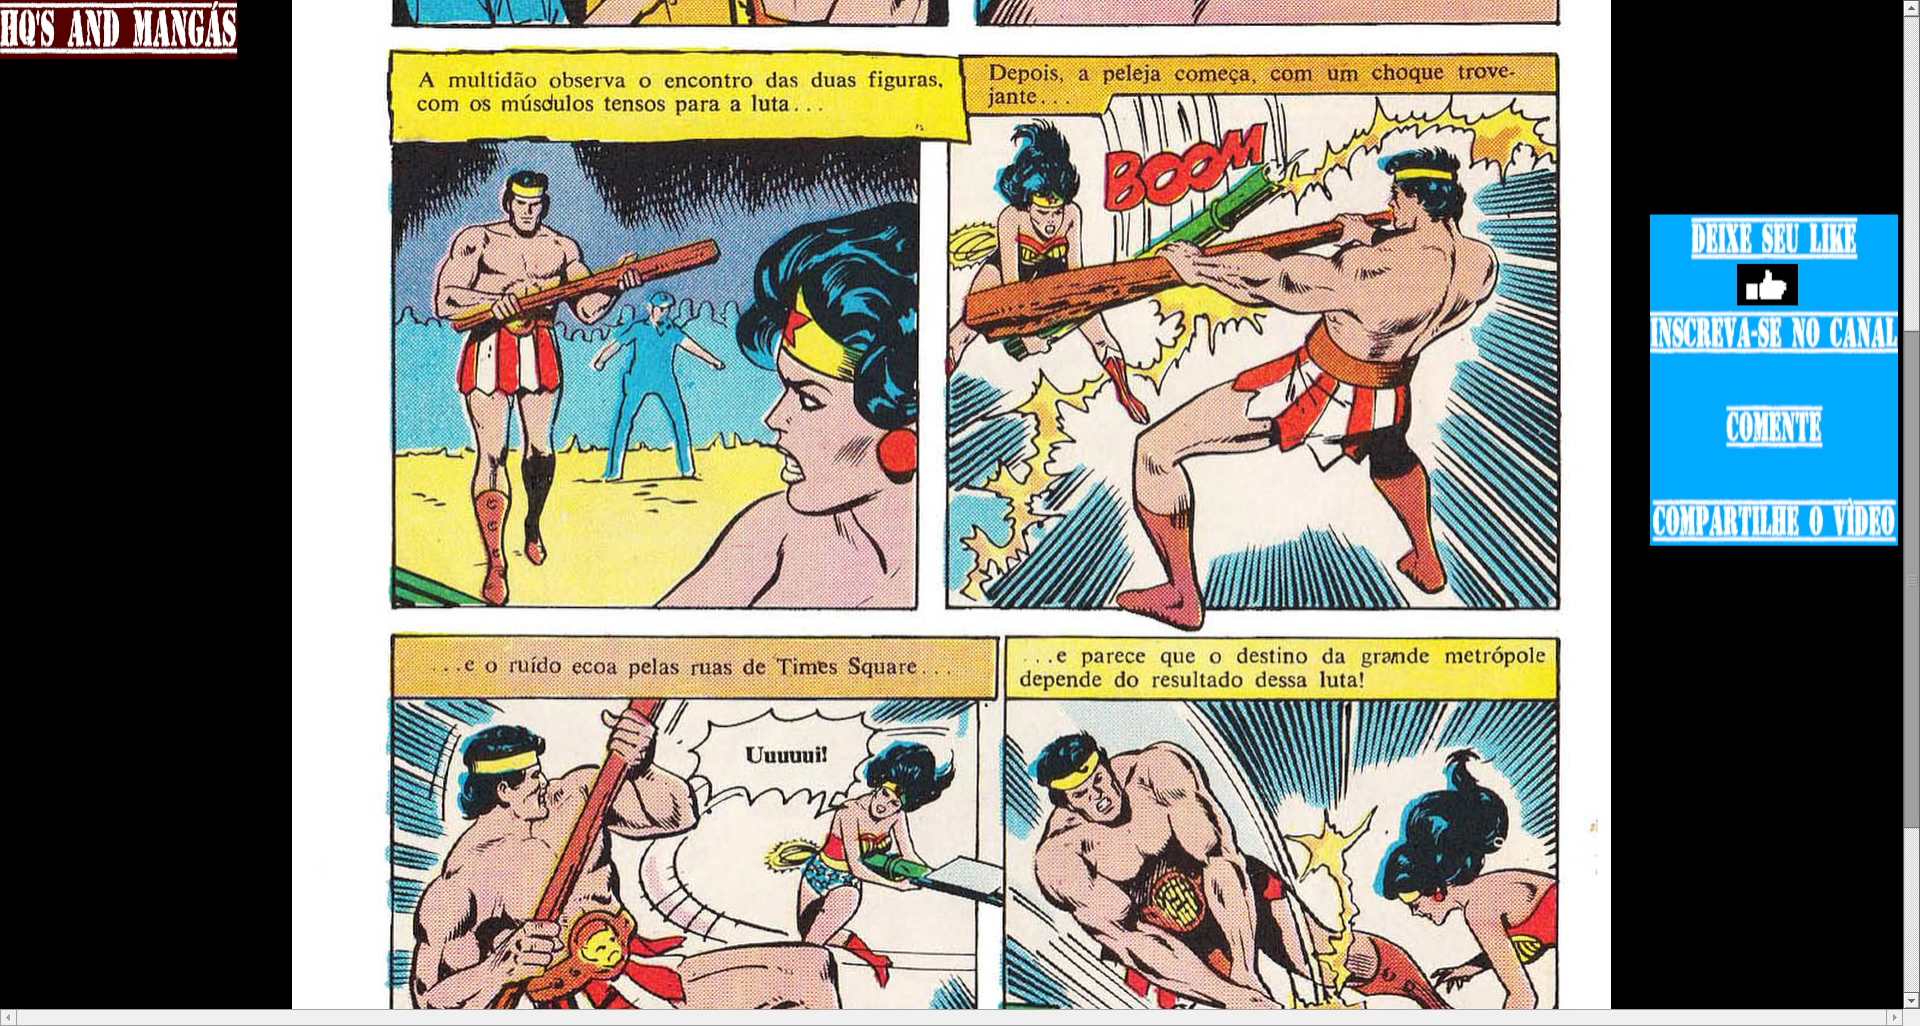 HQ'S AND MANGÁS
A multidão observa o encontro das duas figuras,
com os músculos tensos para a luta...
Depois, a peleja começa, com um choque trove-
jante...
BOOM
...e o ruído ecoa pelas ruas de Times Square...
Uuuuui!
...e parece que o destino da grande metrópole
depende do resultado dessa luta!
DEIXE SEU LIKE
INSCREVA-SE NO CANAL
COMENTE
COMPARTILHE O VÌDEO